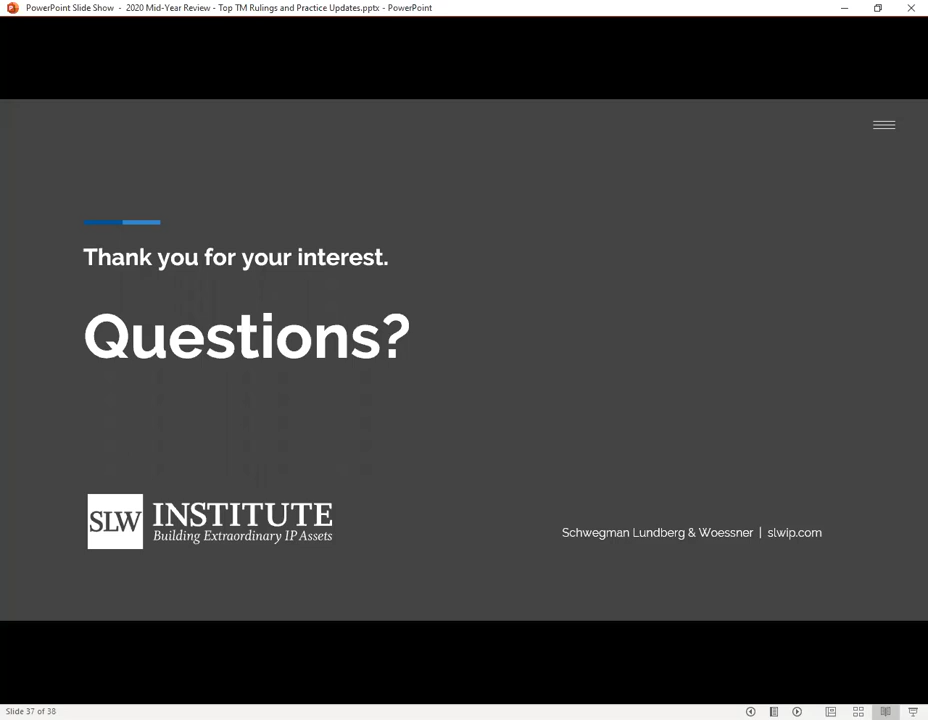 PowerPoint Slide Show - 2020 Mid-Year Review - Top TM Rulings and Practice Updates.pptx - PowerPoint
Thank you for your interest.
Questions?
SLW INSTITUTE
Building Extraordinary IP Assets
Schwegman Lundberg & Woessner | slwip.com
Slide 37 of 38